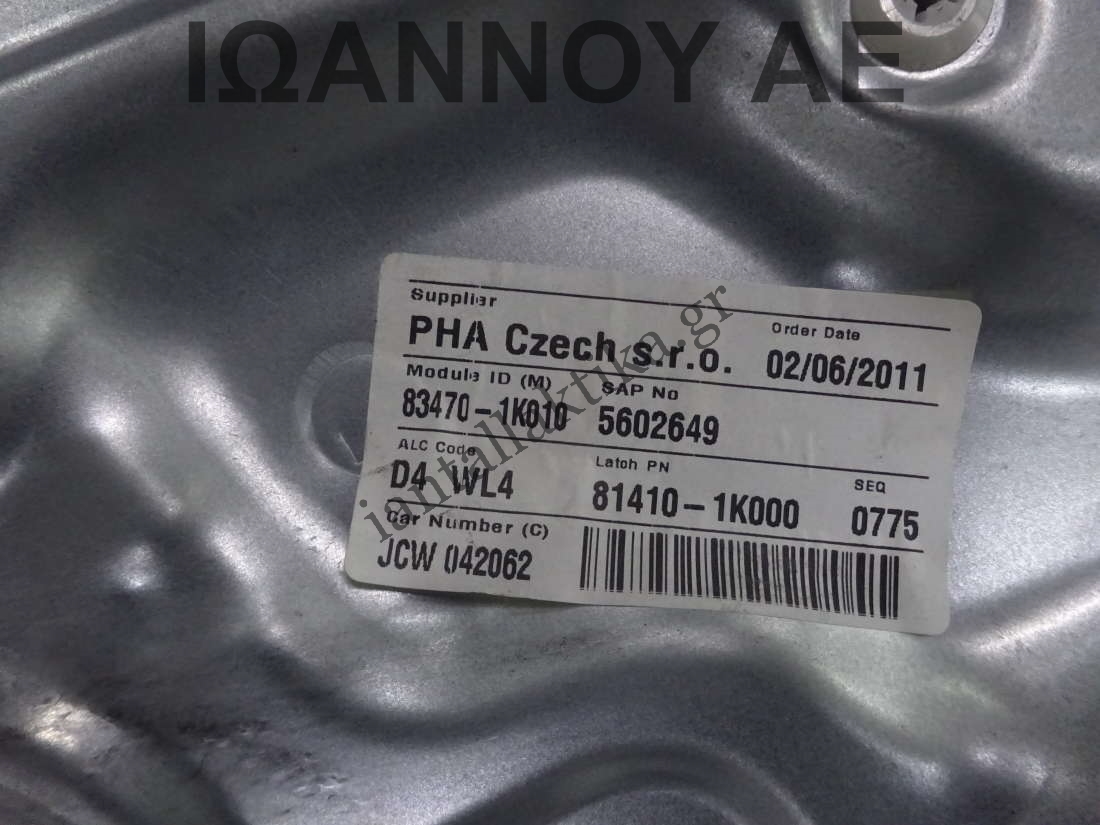 ΙΩΑΝΝΟΥ ΑΕ
Supplier
PHA Czech s.r.o.
Order Date
02/06/2011
Module ID (M)
83470-1K010
SAP No
5602649
ALC Code
D4 WL4
Latch PN
81410-1K000
SEQ
0775
Car Number (C)
JCW 042062
iantallaktika.gr